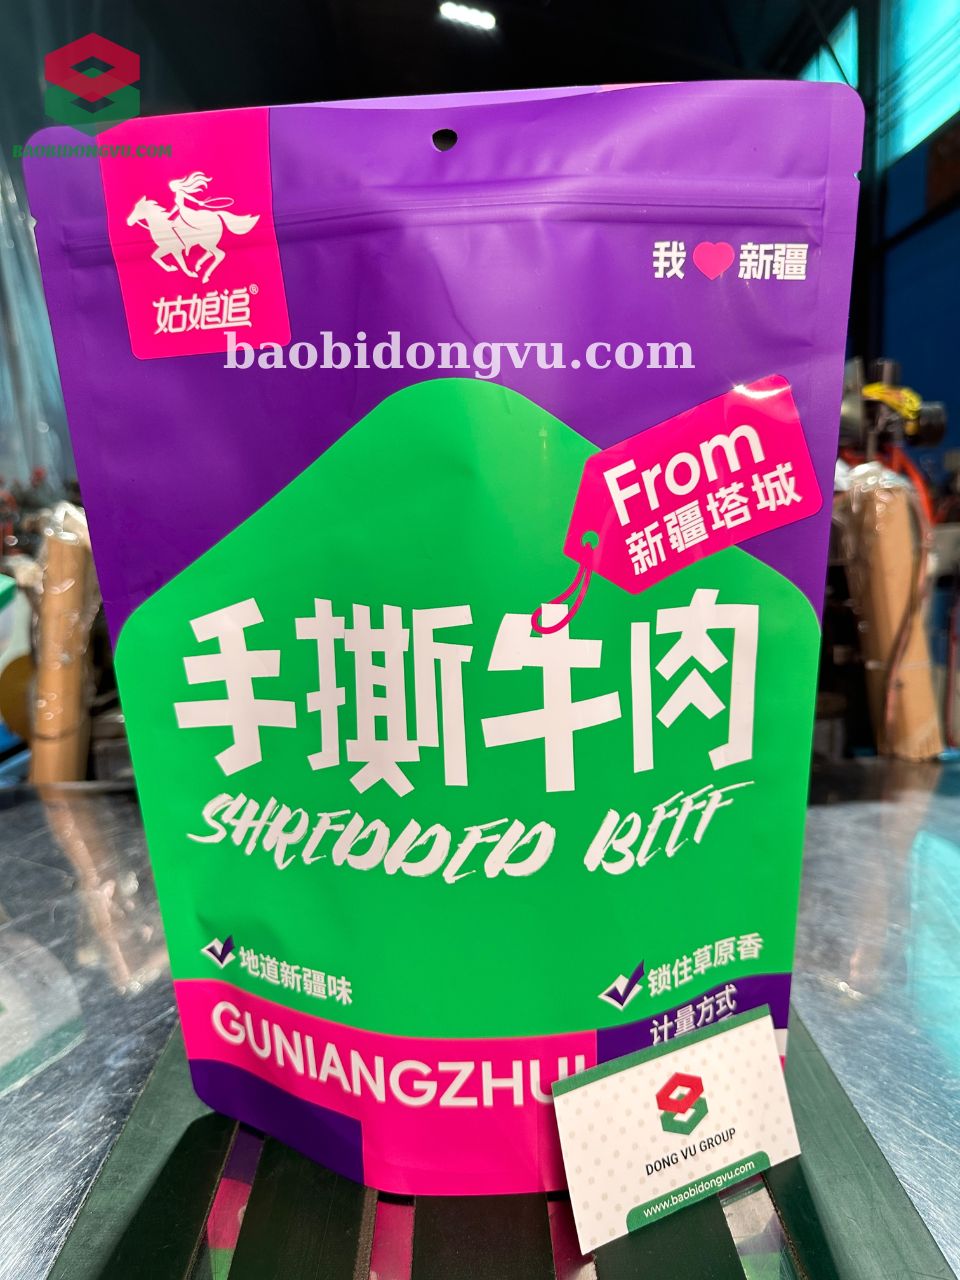 BAOBIDONGVU.COM
姑娘追®
我 新疆
baobidongvu.com
From
新疆塔城
手撕牛肉
SHREDDED BEEF
地道新疆味
锁住草原香
计量方式
GUNIANGZHUI
DONG VU GROUP
www.baobidongvu.com